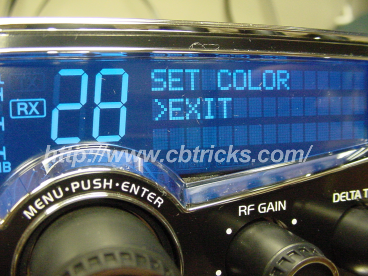 SET COLOR
RX 28 >EXIT
http://www.cbtricks.com/
MENU·PUSH·ENTER
RF GAIN
DELTA T